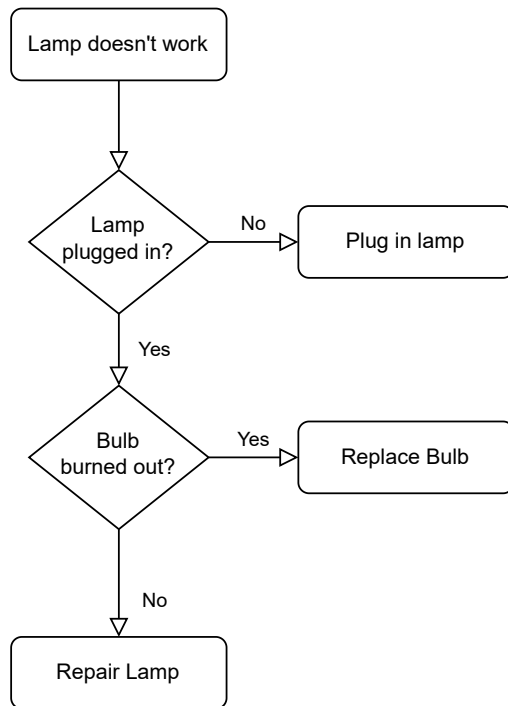 Lamp doesn't work
Lamp
plugged in?
No
Plug in lamp
Yes
Bulb
burned out?
Yes
Replace Bulb
No
Repair Lamp